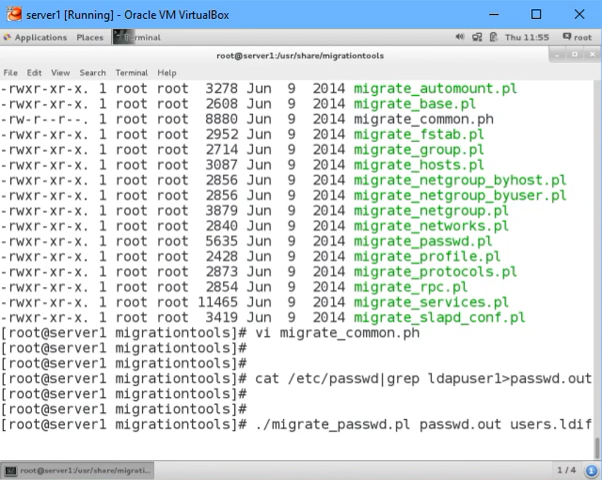 server1 [Running] - Oracle VM VirtualBox
Applications Places Terminal Thu 11:55 root
root@server1:/usr/share/migrationtools
File Edit View Search Terminal Help
-rwxr-xr-x. 1 root root 3278 Jun 9 2014 migrate_automount.pl
-rwxr-xr-x. 1 root root 2608 Jun 9 2014 migrate_base.pl
-rw-r--r--. 1 root root 8880 Jun 9 2014 migrate_common.ph
-rwxr-xr-x. 1 root root 2952 Jun 9 2014 migrate_fstab.pl
-rwxr-xr-x. 1 root root 2714 Jun 9 2014 migrate_group.pl
-rwxr-xr-x. 1 root root 3087 Jun 9 2014 migrate_hosts.pl
-rwxr-xr-x. 1 root root 2856 Jun 9 2014 migrate_netgroup_byhost.pl
-rwxr-xr-x. 1 root root 2856 Jun 9 2014 migrate_netgroup_byuser.pl
-rwxr-xr-x. 1 root root 3879 Jun 9 2014 migrate_netgroup.pl
-rwxr-xr-x. 1 root root 2840 Jun 9 2014 migrate_networks.pl
-rwxr-xr-x. 1 root root 5635 Jun 9 2014 migrate_passwd.pl
-rwxr-xr-x. 1 root root 2428 Jun 9 2014 migrate_profile.pl
-rwxr-xr-x. 1 root root 2873 Jun 9 2014 migrate_protocols.pl
-rwxr-xr-x. 1 root root 2854 Jun 9 2014 migrate_rpc.pl
-rwxr-xr-x. 1 root root 11465 Jun 9 2014 migrate_services.pl
-rwxr-xr-x. 1 root root 3419 Jun 9 2014 migrate_slapd_conf.pl
[root@server1 migrationtools]# vi migrate_common.ph
[root@server1 migrationtools]#
[root@server1 migrationtools]#
[root@server1 migrationtools]# cat /etc/passwd|grep ldapuser1>passwd.out
[root@server1 migrationtools]#
[root@server1 migrationtools]#
[root@server1 migrationtools]# ./migrate_passwd.pl passwd.out users.ldif
root@server1:/usr/share/migrati... 1 / 4 1